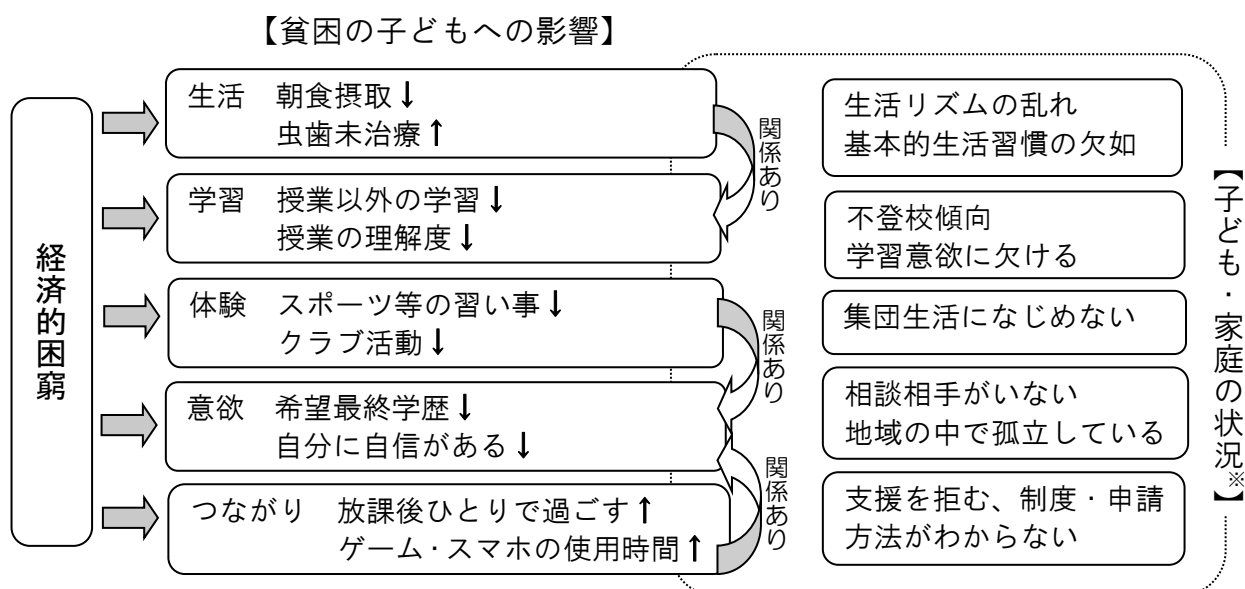 【貧困の子どもへの影響】
経済的困窮
生活 朝食摂取↓
虫歯未治療↑
学習 授業以外の学習↓
授業の理解度↓
体験 スポーツ等の習い事↓
クラブ活動↓
意欲 希望最終学歴↓
自分に自信がある↓
つながり 放課後ひとりで過ごす↑
ゲーム・スマホの使用時間↑
関係あり
関係あり
関係あり
生活リズムの乱れ
基本的生活習慣の欠如
不登校傾向
学習意欲に欠ける
集団生活になじめない
相談相手がいない
地域の中で孤立している
支援を拒む、制度・申請
方法がわからない
【子ども・家庭の状況※】